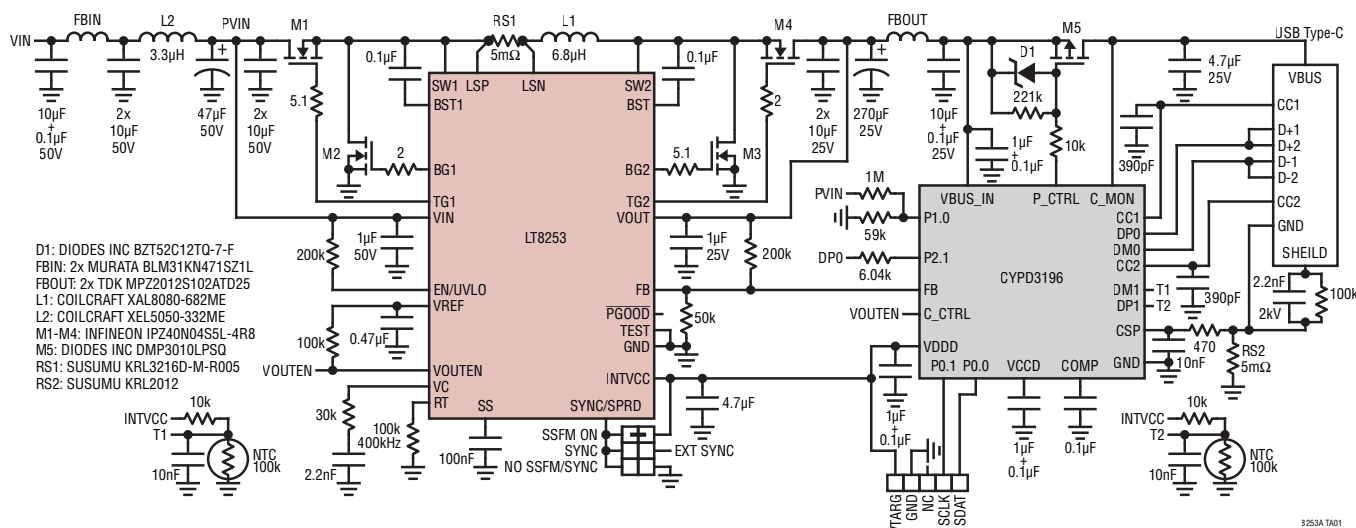 FBIN
L2
PVIN
M1
RS1
L1
M4
FBOUT
M5
USB Type-C
VIN
3.3µH
5mΩ
6.8µH
D1
10µF
+
0.1µF
50V
2x
10µF
50V
47µF
50V
+
2x
10µF
50V
0.1µF
0.1µF
2x
10µF
25V
270µF
25V
+
10µF
+
0.1µF
25V
221k
10k
1µF
+
0.1µF
4.7µF
25V
390pF
5.1
M2
2
5.1
M3
2
SW1
LSP
LSN
SW2
BST1
BST
BG1
BG2
TG1
TG2
VIN
VOUT
LT8253
EN/UVLO
FB
VREF
PGOOD
TEST
GND
VOUTEN
INTVCC
VC
RT
SS
SYNC/SPRD
1µF
50V
200k
1µF
25V
200k
100k
0.47µF
VOUTEN
50k
30k
2.2nF
100k
400kHz
100nF
4.7µF
SSFM ON
SYNC
EXT SYNC
NO SSFM/SYNC
PVIN
1M
59k
DP0
6.04k
VOUTEN
VBUS_IN
P_CTRL
C_MON
P1.0
CC1
DP0
DM0
P2.1
CC2
CYPD3196
FB
DM1
T1
DP1
T2
C_CTRL
CSP
VDDD
GND
P0.1
P0.0
VCCD
COMP
1µF
+
0.1µF
1µF
+
0.1µF
0.1µF
390pF
470
10nF
RS2
5mΩ
VTARG
GND
NC
SCLK
SDAT
VBUS
CC1
D+1
D+2
D-1
D-2
CC2
GND
SHEILD
2.2nF
2kV
100k
D1: DIODES INC BZT52C12TQ-7-F
FBIN: 2x MURATA BLM31KN471SZ1L
FBOUT: 2x TDK MPZ2012S102ATD25
L1: COILCRAFT XAL8080-682ME
L2: COILCRAFT XEL5050-332ME
M1-M4: INFINEON IPZ40N04S5L-4R8
M5: DIODES INC DMP3010LPSQ
RS1: SUSUMU KRL3216D-M-R005
RS2: SUSUMU KRL2012
INTVCC
10k
T1
10nF
NTC
100k
INTVCC
10k
T2
10nF
NTC
100k
8253A TA01